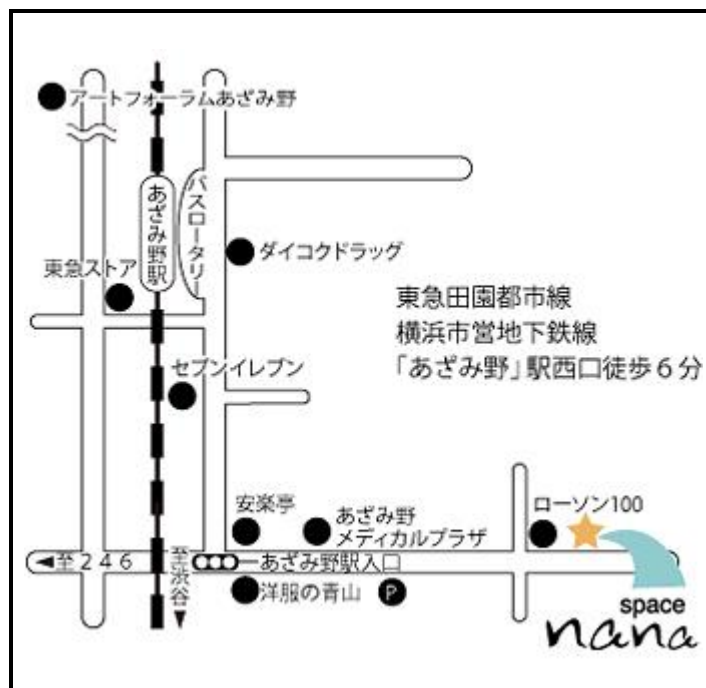 アートフォーラムあざみ野
あざみ野駅
バスロータリー
ダイコクドラッグ
東急ストア
東急田園都市線
横浜市営地下鉄線
「あざみ野」駅西口徒歩6分
セブンイレブン
安楽亭
あざみ野
メディカルプラザ
ローソン100
◀至246
至渋谷▼
あざみ野駅入口
洋服の青山
P
space
nana